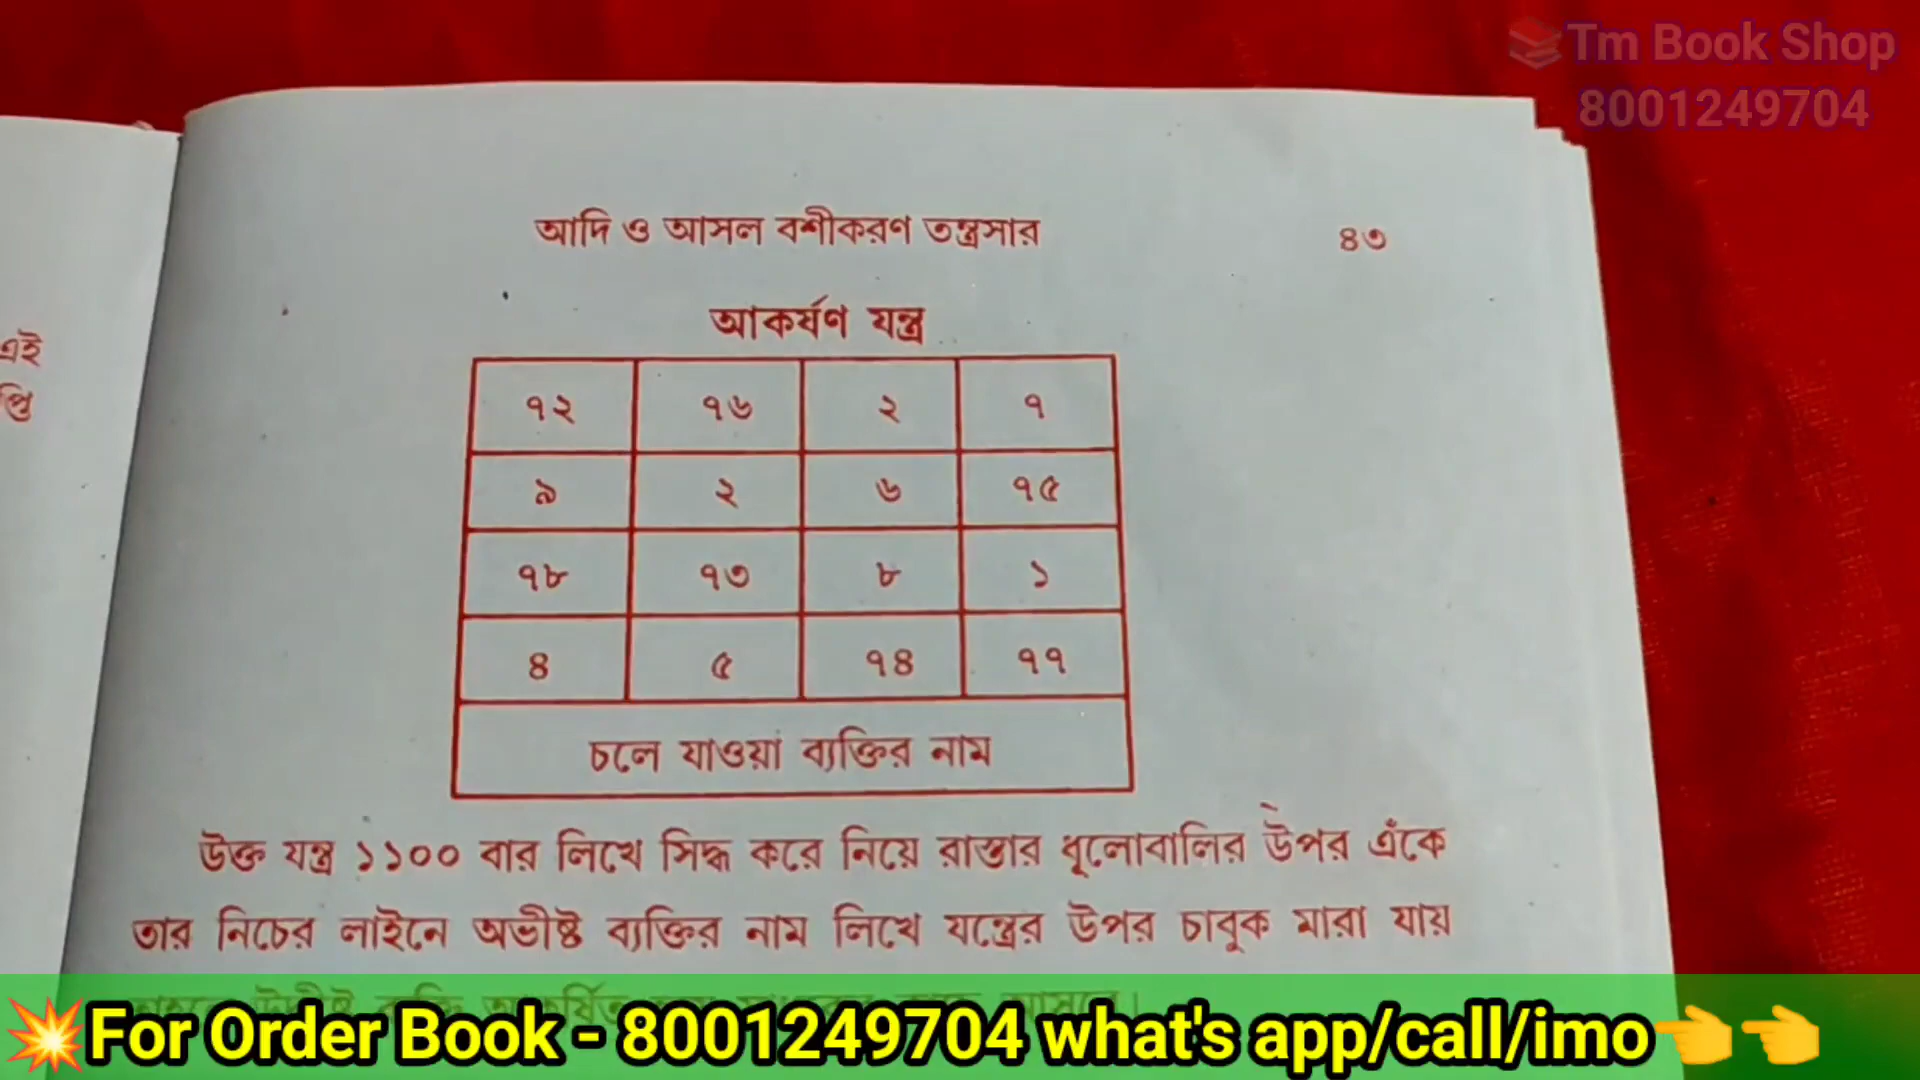 Tm Book Shop
8001249704
আদি ও আসল বশীকরণ তন্ত্রসার ৪৩
এই
আকর্ষণ যন্ত্র
৭২ ৭৬ ২ ৭
৯ ২ ৬ ৭৫
৭৮ ৭৩ ৮ ১
৪ ৫ ৭৪ ৭৭
চলে যাওয়া ব্যক্তির নাম
উক্ত যন্ত্র ১১০০ বার লিখে সিদ্ধ করে নিয়ে রাস্তার ধূলোবালির উপর এঁকে
তার নিচের লাইনে অভীষ্ট ব্যক্তির নাম লিখে যন্ত্রের উপর চাবুক মারা যায়
For Order Book - 8001249704 what's app/call/imo